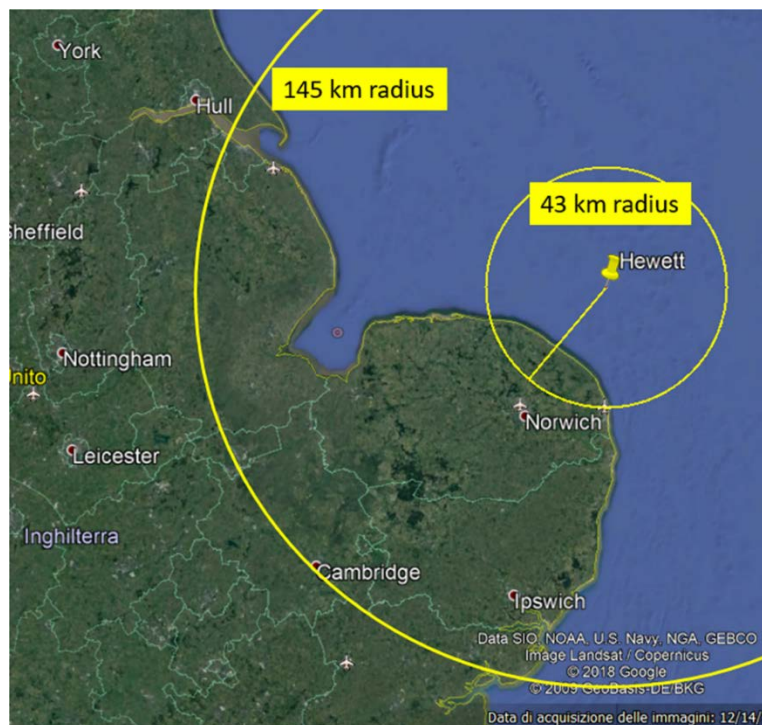 York
145 km radius
Hull
43 km radius
Sheffield
Hewett
Nottingham
Unito
Norwich
Leicester
Inghilterra
Cambridge
Ipswich
Data SIO, NOAA, U.S. Navy, NGA, GEBCO
Image Landsat / Copernicus
© 2018 Google
© 2009 GeoBasis-DE/BKG
Data di acquisizione delle immagini: 12/14/